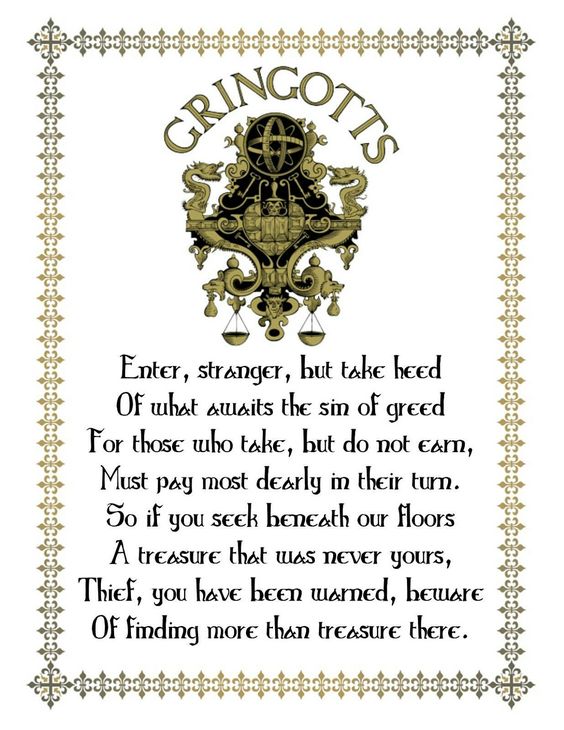 GRINGOTTS
Enter, stranger, but take heed
Of what awaits the sin of greed
For those who take, but do not earn,
Must pay most dearly in their turn.
So if you seek beneath our floors
A treasure that was never yours,
Thief, you have been warned, beware
Of finding more than treasure there.